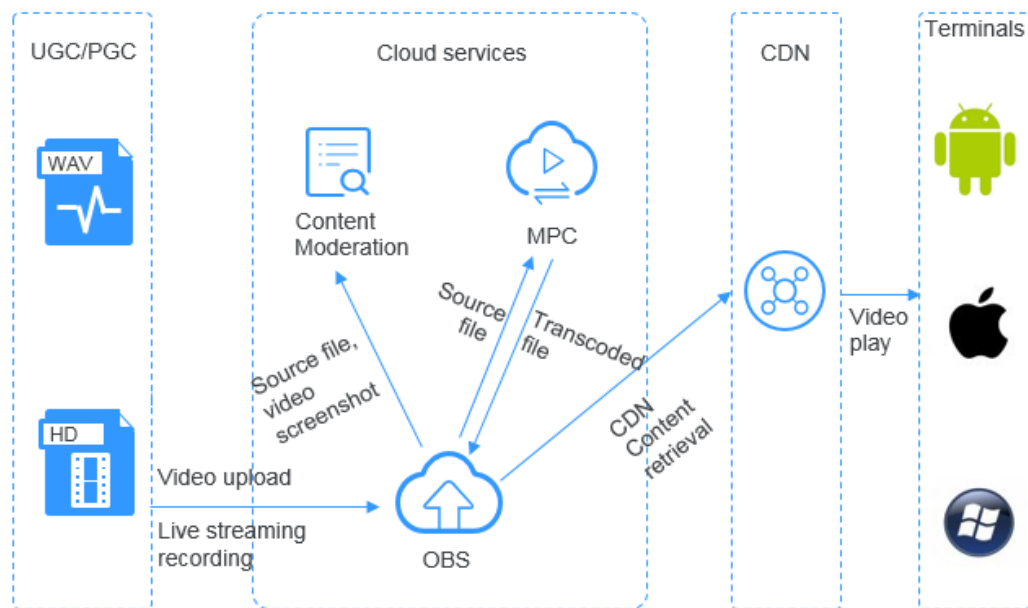 UGC/PGC
Cloud services
CDN
Terminals
WAV
Content
Moderation
MPC
Source file,
video
screenshot
Source
file
Transcoded
file
CDN
Content
retrieval
Video
play
HD
Video upload
Live streaming
recording
OBS